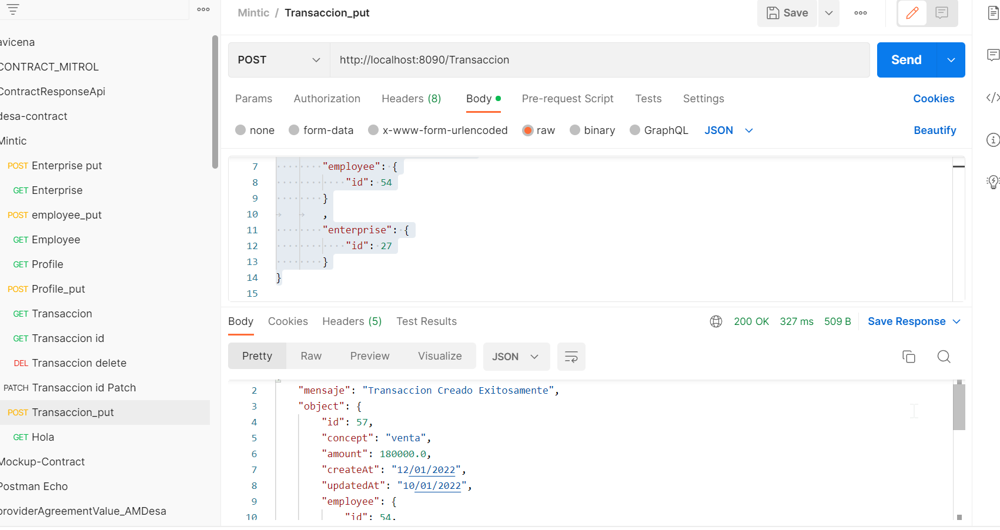 avicena
CONTRACT_MITROL
ContractResponseApi
desa-contract
Mintic
POST Enterprise put
GET Enterprise
POST employee_put
GET Employee
GET Profile
POST Profile_put
GET Transaccion
GET Transaccion id
DEL Transaccion delete
PATCH Transaccion id Patch
POST Transaccion_put
GET Hola
Mockup-Contract
Postman Echo
providerAgreementValue_AMDesa
Mintic / Transaccion_put
Save
POST http://localhost:8090/Transaccion Send
Params Authorization Headers (8) Body Pre-request Script Tests Settings Cookies
none form-data x-www-form-urlencoded raw binary GraphQL JSON Beautify
7 "employee": {
8 "id": 54
9 }
10 ,
11 "enterprise": {
12 "id": 27
13 }
14 }
15
Body Cookies Headers (5) Test Results 200 OK 327 ms 509 B Save Response
Pretty Raw Preview Visualize JSON
2 "mensaje": "Transaccion Creado Exitosamente",
3 "object": {
4 "id": 57,
5 "concept": "venta",
6 "amount": 180000.0,
7 "createAt": "12/01/2022",
8 "updatedAt": "10/01/2022",
9 "employee": {
10 "id": 54,